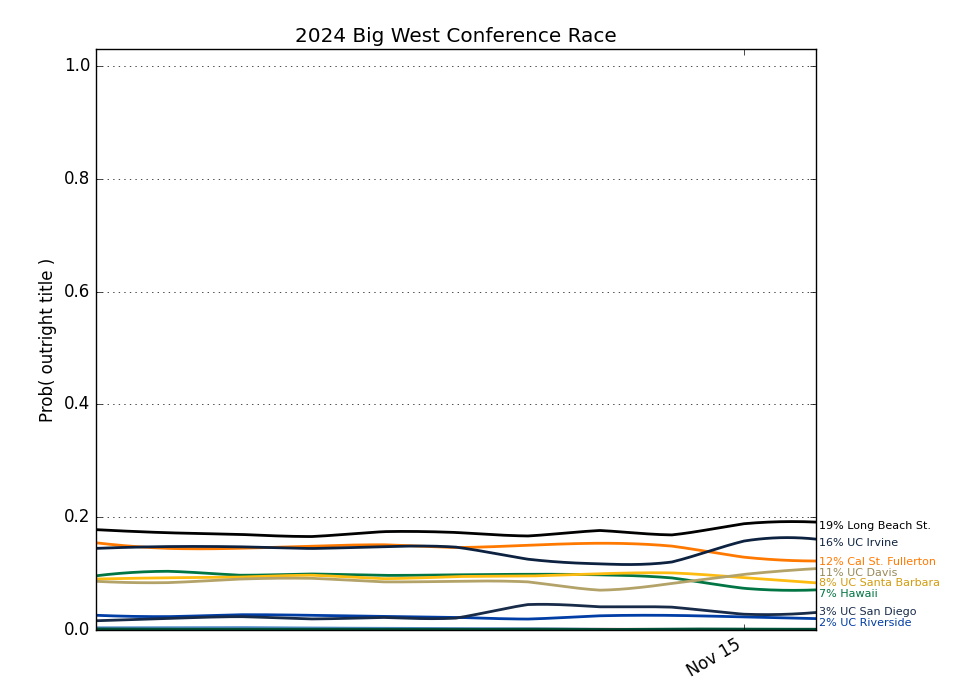 2024 Big West Conference Race
1.0
0.8
0.6
0.4
0.2
0.0
Prob( outright title )
Nov 15
19% Long Beach St.
16% UC Irvine
12% Cal St. Fullerton
11% UC Davis
8% UC Santa Barbara
7% Hawaii
3% UC San Diego
2% UC Riverside